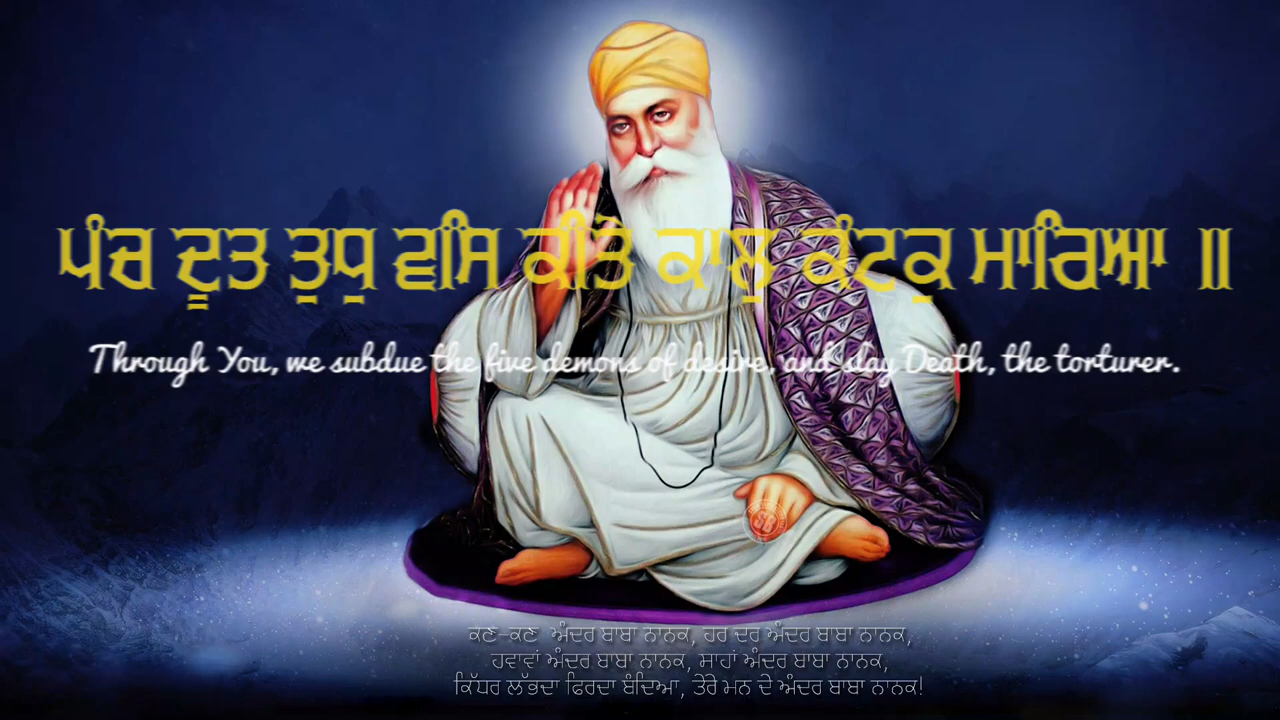 ਪੰਚ ਦੂਤ ਤੁਧੁ ਵਸਿ ਕੀਤੇ ਕਾਲੁ ਕੰਟਕੁ ਮਾਰਿਆ ॥
Through You, we subdue the five demons of desire, and slay Death, the torturer.
ਕਣ-ਕਣ ਅੰਦਰ ਬਾਬਾ ਨਾਨਕ, ਹਰ ਦਰ ਅੰਦਰ ਬਾਬਾ ਨਾਨਕ,
ਹਵਾਵਾਂ ਅੰਦਰ ਬਾਬਾ ਨਾਨਕ, ਸਾਹਾਂ ਅੰਦਰ ਬਾਬਾ ਨਾਨਕ,
ਕਿੱਧਰ ਲੱਭਦਾ ਫਿਰਦਾ ਬੰਦਿਆ, ਤੇਰੇ ਮਨ ਦੇ ਅੰਦਰ ਬਾਬਾ ਨਾਨਕ!